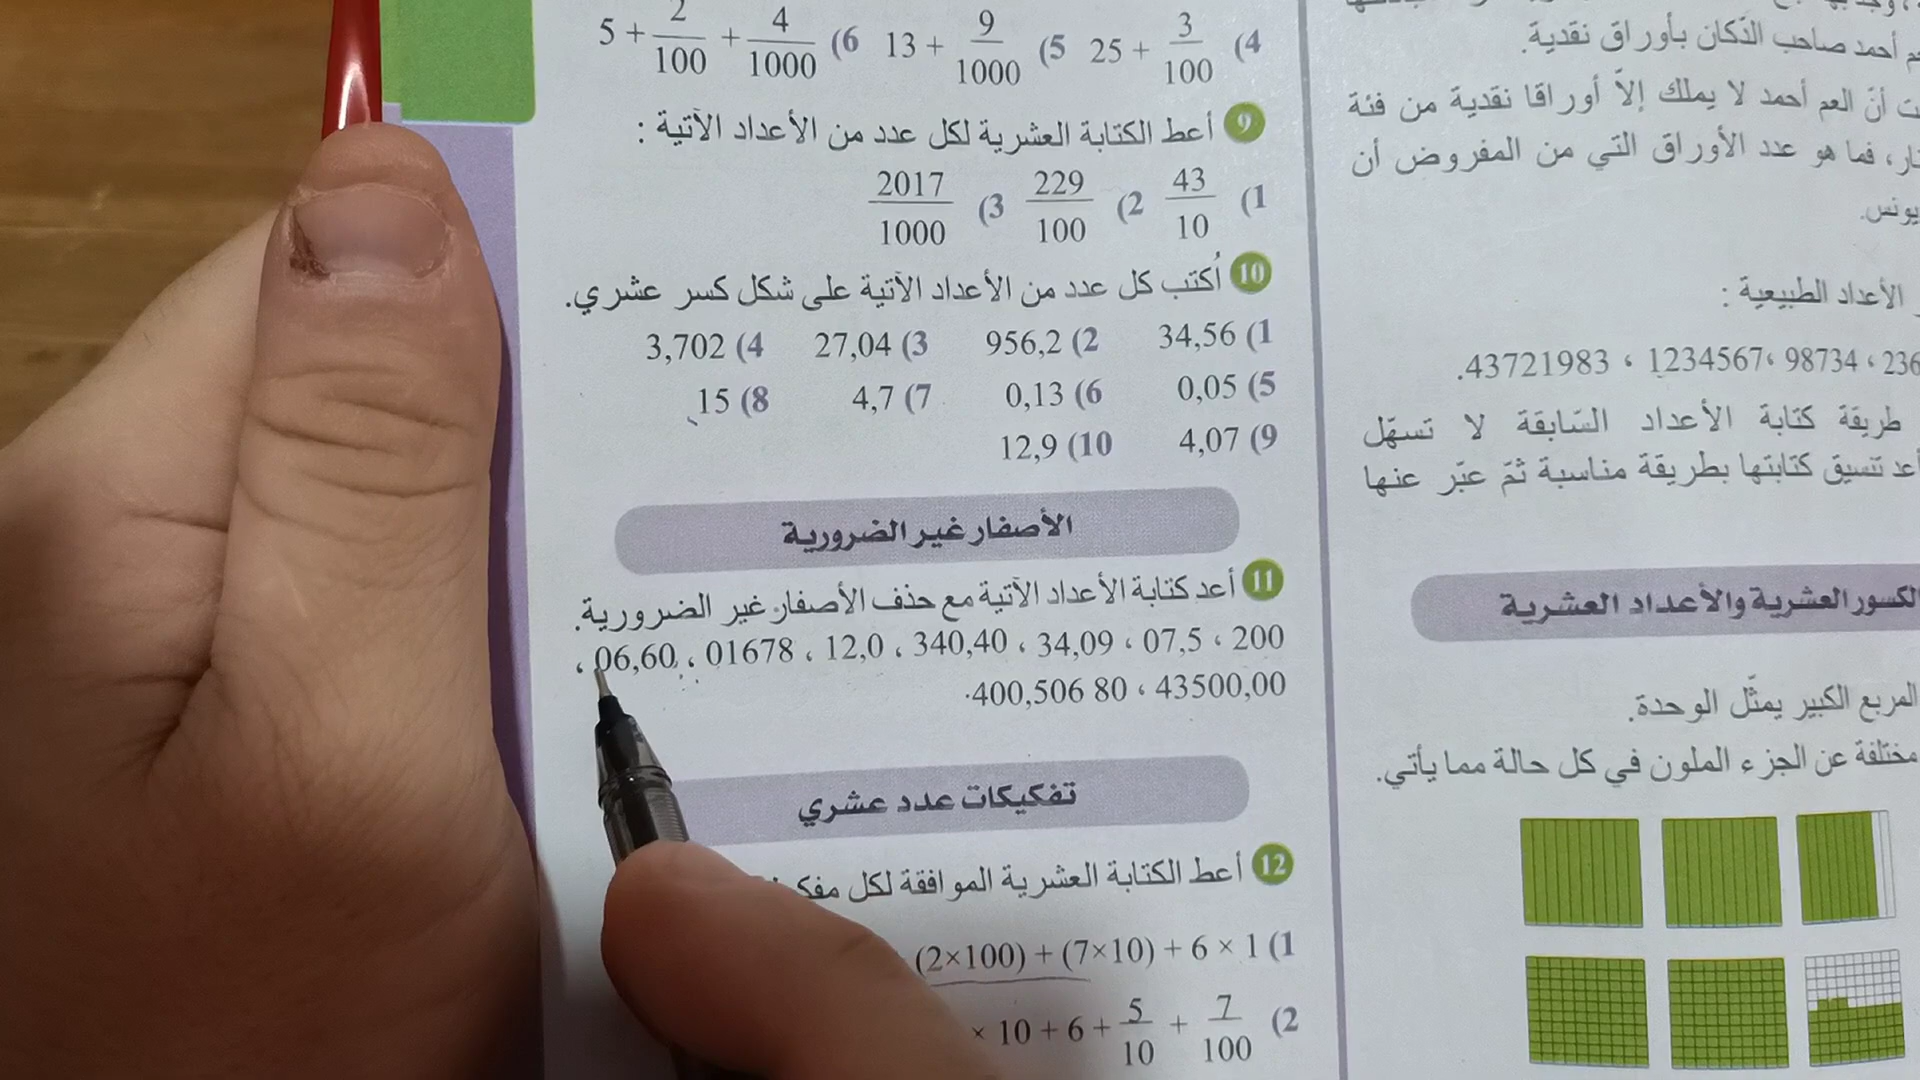 أحمد صاحب الدّكان بأوراق نقدية.
أنّ العم أحمد لا يملك إلاّ أوراقا نقدية من فئة
فما هو عدد الأوراق التي من المفروض أن
يونس.
الأعداد الطبيعية :
43721983 ، 1234567، 98734 ، 236.
طريقة كتابة الأعداد السّابقة لا تسهّل
تنسيق كتابتها بطريقة مناسبة ثمّ عبّر عنها
الكسور العشرية والأعداد العشرية
المربع الكبير يمثّل الوحدة.
مختلفة عن الجزء الملون في كل حالة مما يأتي.
4) 25 + 3/100 5) 13 + 9/1000 6) 5 + 2/100 + 4/1000
9 أعط الكتابة العشرية لكل عدد من الأعداد الآتية :
1) 43/10 2) 229/100 3) 2017/1000
10 أُكتب كل عدد من الأعداد الآتية على شكل كسر عشري.
1) 34,56 2) 956,2 3) 27,04 4) 3,702
5) 0,05 6) 0,13 7) 4,7 8) 15
9) 4,07 10) 12,9
الأصفار غير الضرورية
11 أعد كتابة الأعداد الآتية مع حذف الأصفار غير الضرورية.
200 ، 07,5 ، 34,09 ، 340,40 ، 12,0 ، 01678 ، 06,60 ،
43500,00 ، 400,506 80.
تفكيكات عدد عشري
12 أعط الكتابة العشرية الموافقة لكل
1) (2×100) + (7×10) + 6 × 1
2) × 10 + 6 + 5/10 + 7/100